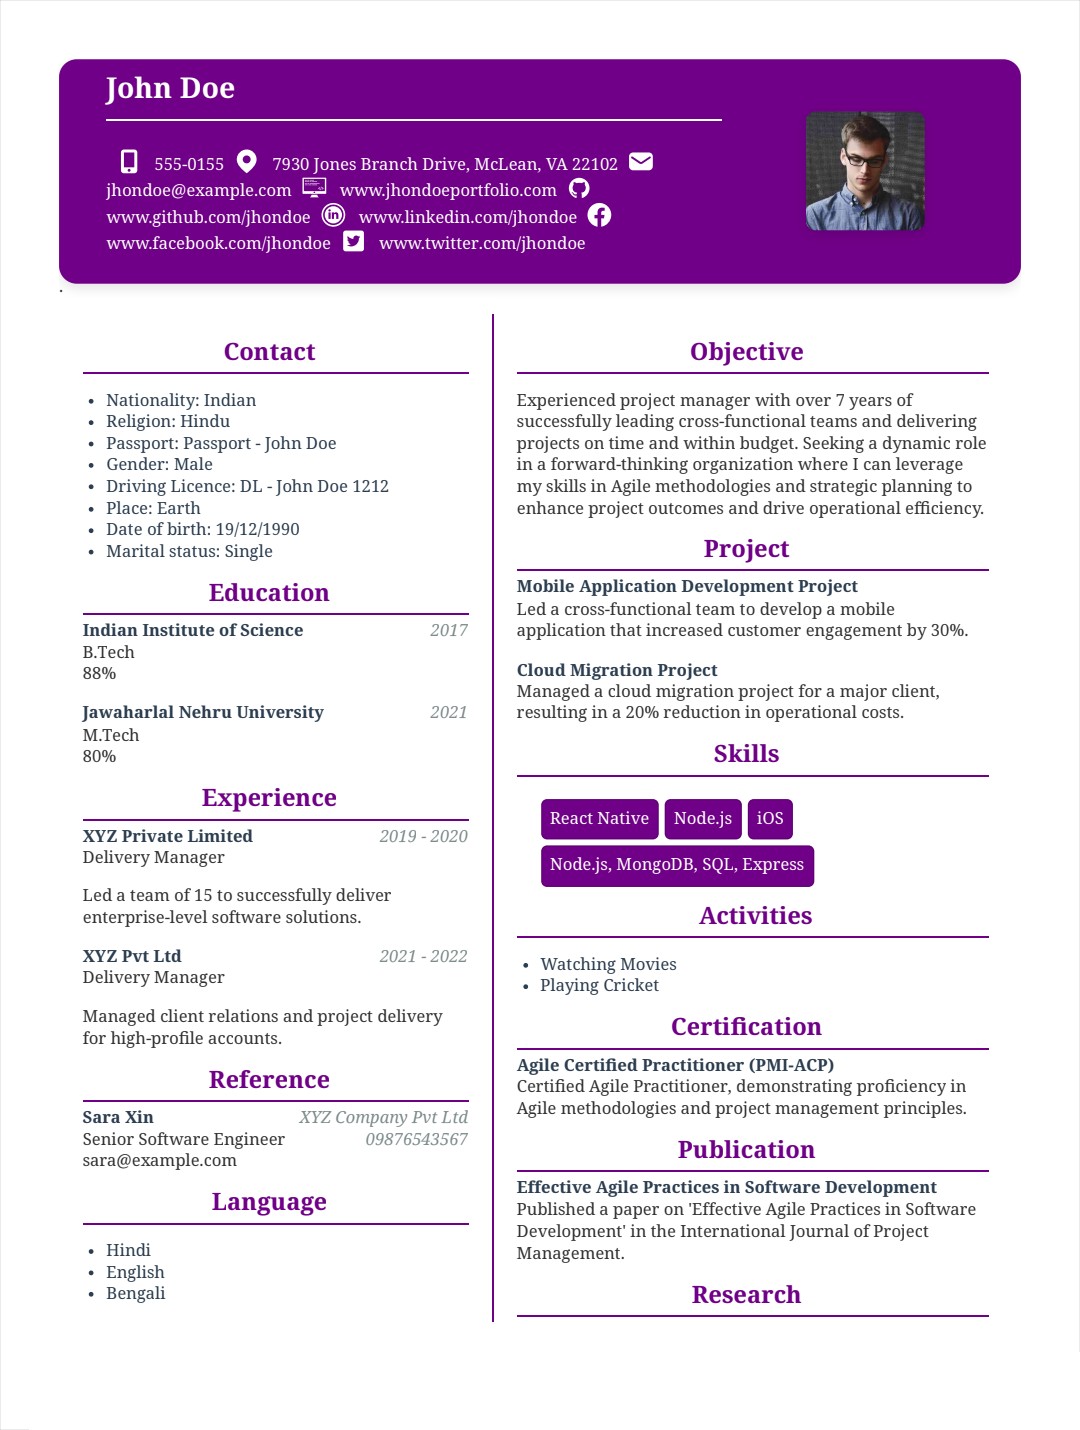 John Doe
555-0155 7930 Jones Branch Drive, McLean, VA 22102
jhondoe@example.com www.jhondoeportfolio.com
www.github.com/jhondoe www.linkedin.com/jhondoe
www.facebook.com/jhondoe www.twitter.com/jhondoe
.
Contact
• Nationality: Indian
• Religion: Hindu
• Passport: Passport - John Doe
• Gender: Male
• Driving Licence: DL - John Doe 1212
• Place: Earth
• Date of birth: 19/12/1990
• Marital status: Single
Education
Indian Institute of Science 2017
B.Tech
88%
Jawaharlal Nehru University 2021
M.Tech
80%
Experience
XYZ Private Limited 2019 - 2020
Delivery Manager
Led a team of 15 to successfully deliver
enterprise-level software solutions.
XYZ Pvt Ltd 2021 - 2022
Delivery Manager
Managed client relations and project delivery
for high-profile accounts.
Reference
Sara Xin XYZ Company Pvt Ltd
Senior Software Engineer 09876543567
sara@example.com
Language
• Hindi
• English
• Bengali
Objective
Experienced project manager with over 7 years of
successfully leading cross-functional teams and delivering
projects on time and within budget. Seeking a dynamic role
in a forward-thinking organization where I can leverage
my skills in Agile methodologies and strategic planning to
enhance project outcomes and drive operational efficiency.
Project
Mobile Application Development Project
Led a cross-functional team to develop a mobile
application that increased customer engagement by 30%.
Cloud Migration Project
Managed a cloud migration project for a major client,
resulting in a 20% reduction in operational costs.
Skills
React Native Node.js iOS
Node.js, MongoDB, SQL, Express
Activities
• Watching Movies
• Playing Cricket
Certification
Agile Certified Practitioner (PMI-ACP)
Certified Agile Practitioner, demonstrating proficiency in
Agile methodologies and project management principles.
Publication
Effective Agile Practices in Software Development
Published a paper on 'Effective Agile Practices in Software
Development' in the International Journal of Project
Management.
Research